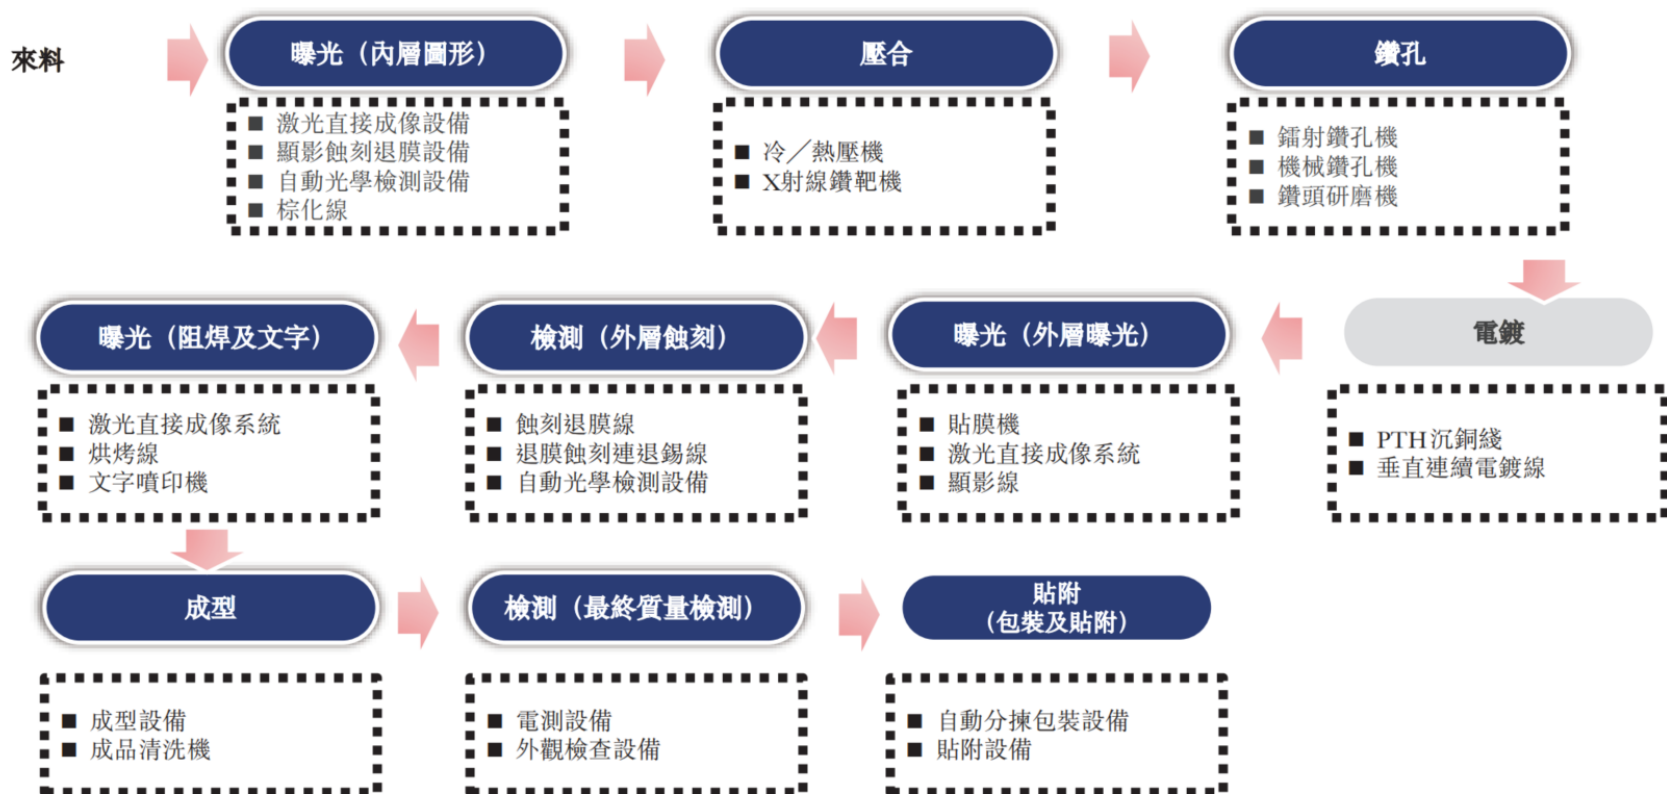 來料
曝光（內層圖形）
激光直接成像設備
顯影蝕刻退膜設備
自動光學檢測設備
棕化線
壓合
冷／熱壓機
X射線鑽靶機
鑽孔
鐳射鑽孔機
機械鑽孔機
鑽頭研磨機
電鍍
PTH沉銅綫
垂直連續電鍍線
曝光（外層曝光）
貼膜機
激光直接成像系統
顯影線
檢測（外層蝕刻）
蝕刻退膜線
退膜蝕刻連退錫線
自動光學檢測設備
曝光（阻焊及文字）
激光直接成像系統
烘烤線
文字噴印機
成型
成型設備
成品清洗機
檢測（最終質量檢測）
電測設備
外觀檢查設備
貼附
（包裝及貼附）
自動分揀包裝設備
貼附設備